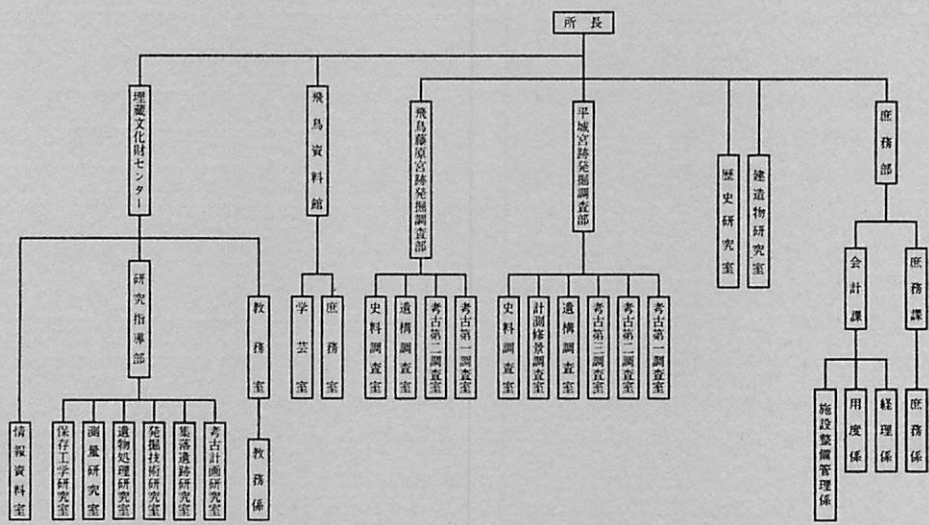 所長
庶務部
建造物研究室
歴史研究室
平城宮跡発掘調査部
飛鳥藤原宮跡発掘調査部
飛鳥資料館
埋蔵文化財センター
庶務課
会計課
考古第一調査室
考古第二調査室
考古第三調査室
遺構調査室
計測修景調査室
史料調査室
考古第一調査室
考古第二調査室
遺構調査室
史料調査室
庶務室
学芸室
教務室
研究指導部
情報資料室
庶務係
経理係
用度係
施設整備管理係
教務係
考古計画研究室
集落遺跡研究室
発掘技術研究室
遺物処理研究室
測量研究室
保存工学研究室